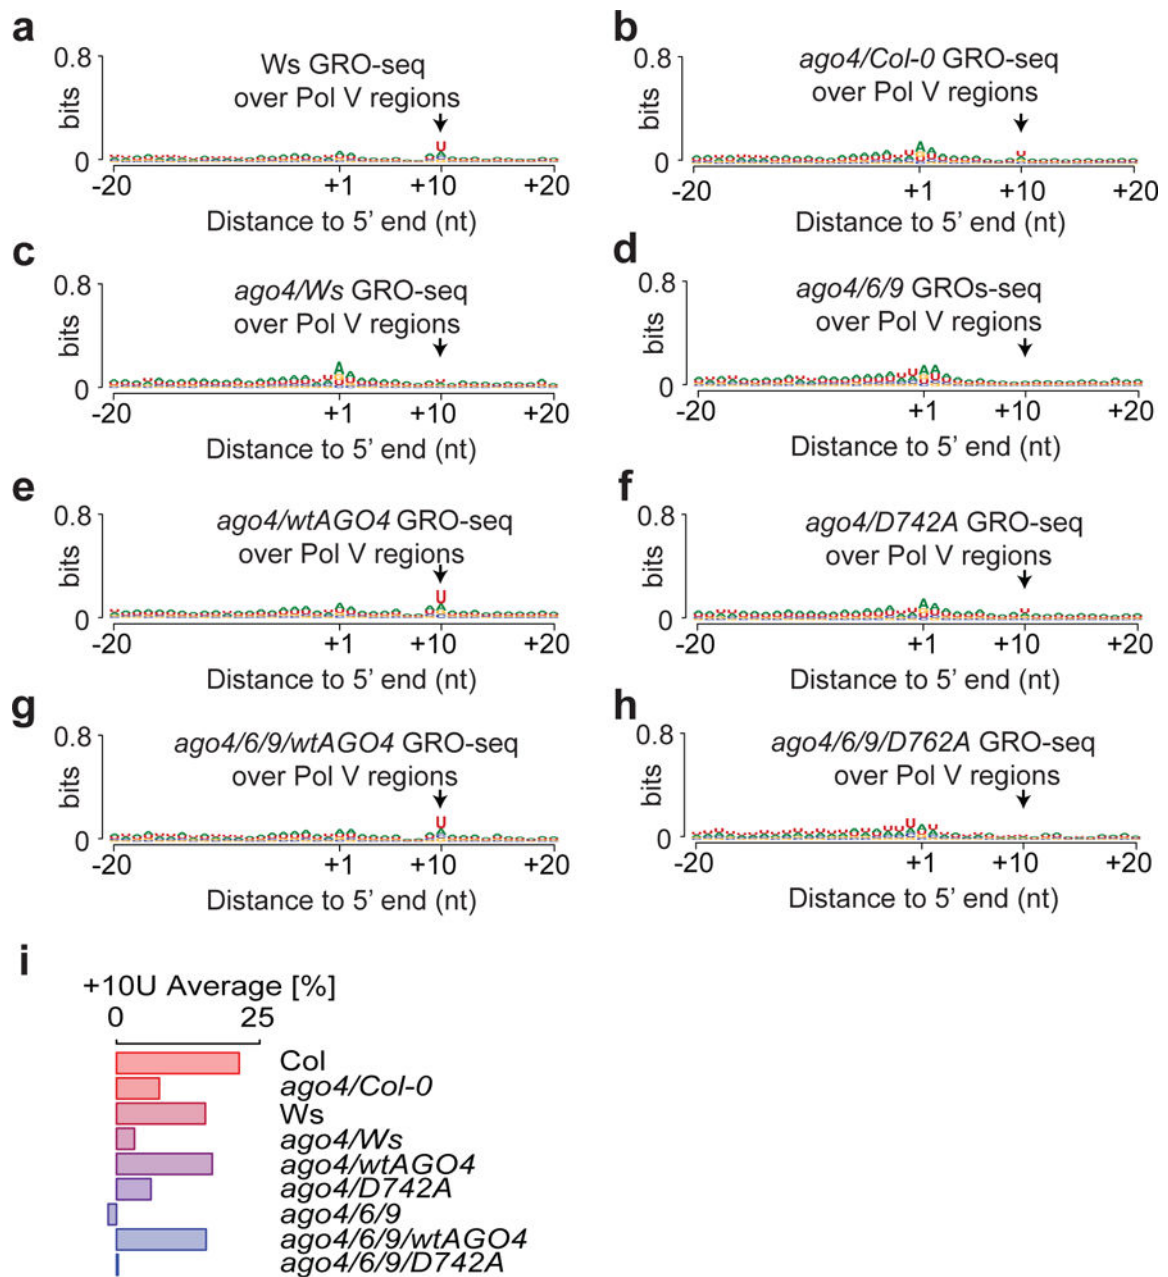 a
0.8
bits
0
Ws GRO-seq
over Pol V regions
U
-20
+1
+10
+20
Distance to 5' end (nt)
b
0.8
bits
0
ago4/Col-0 GRO-seq
over Pol V regions
A
-20
+1
+10
+20
Distance to 5' end (nt)
c
0.8
bits
0
ago4/Ws GRO-seq
over Pol V regions
A
-20
+1
+10
+20
Distance to 5' end (nt)
d
0.8
bits
0
ago4/6/9 GROs-seq
over Pol V regions
AA
-20
+1
+10
+20
Distance to 5' end (nt)
e
0.8
bits
0
ago4/wtAGO4 GRO-seq
over Pol V regions
U
-20
+1
+10
+20
Distance to 5' end (nt)
f
0.8
bits
0
ago4/D742A GRO-seq
over Pol V regions
A
-20
+1
+10
+20
Distance to 5' end (nt)
g
0.8
bits
0
ago4/6/9/wtAGO4 GRO-seq
over Pol V regions
U
-20
+1
+10
+20
Distance to 5' end (nt)
h
0.8
bits
0
ago4/6/9/D762A GRO-seq
over Pol V regions
-20
+1
+10
+20
Distance to 5' end (nt)
i
+10U Average [%]
0 25
Col
ago4/Col-0
Ws
ago4/Ws
ago4/wtAGO4
ago4/D742A
ago4/6/9
ago4/6/9/wtAGO4
ago4/6/9/D742A